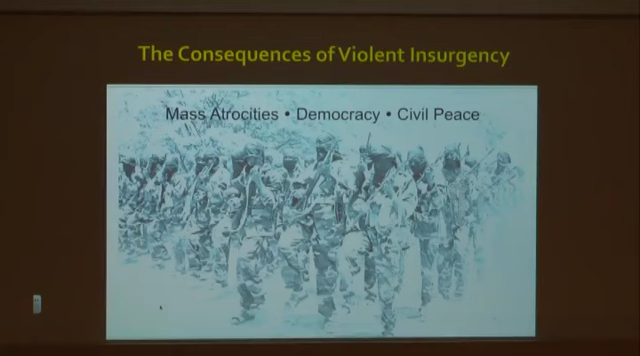 The Consequences of Violent Insurgency
Mass Atrocities • Democracy • Civil Peace